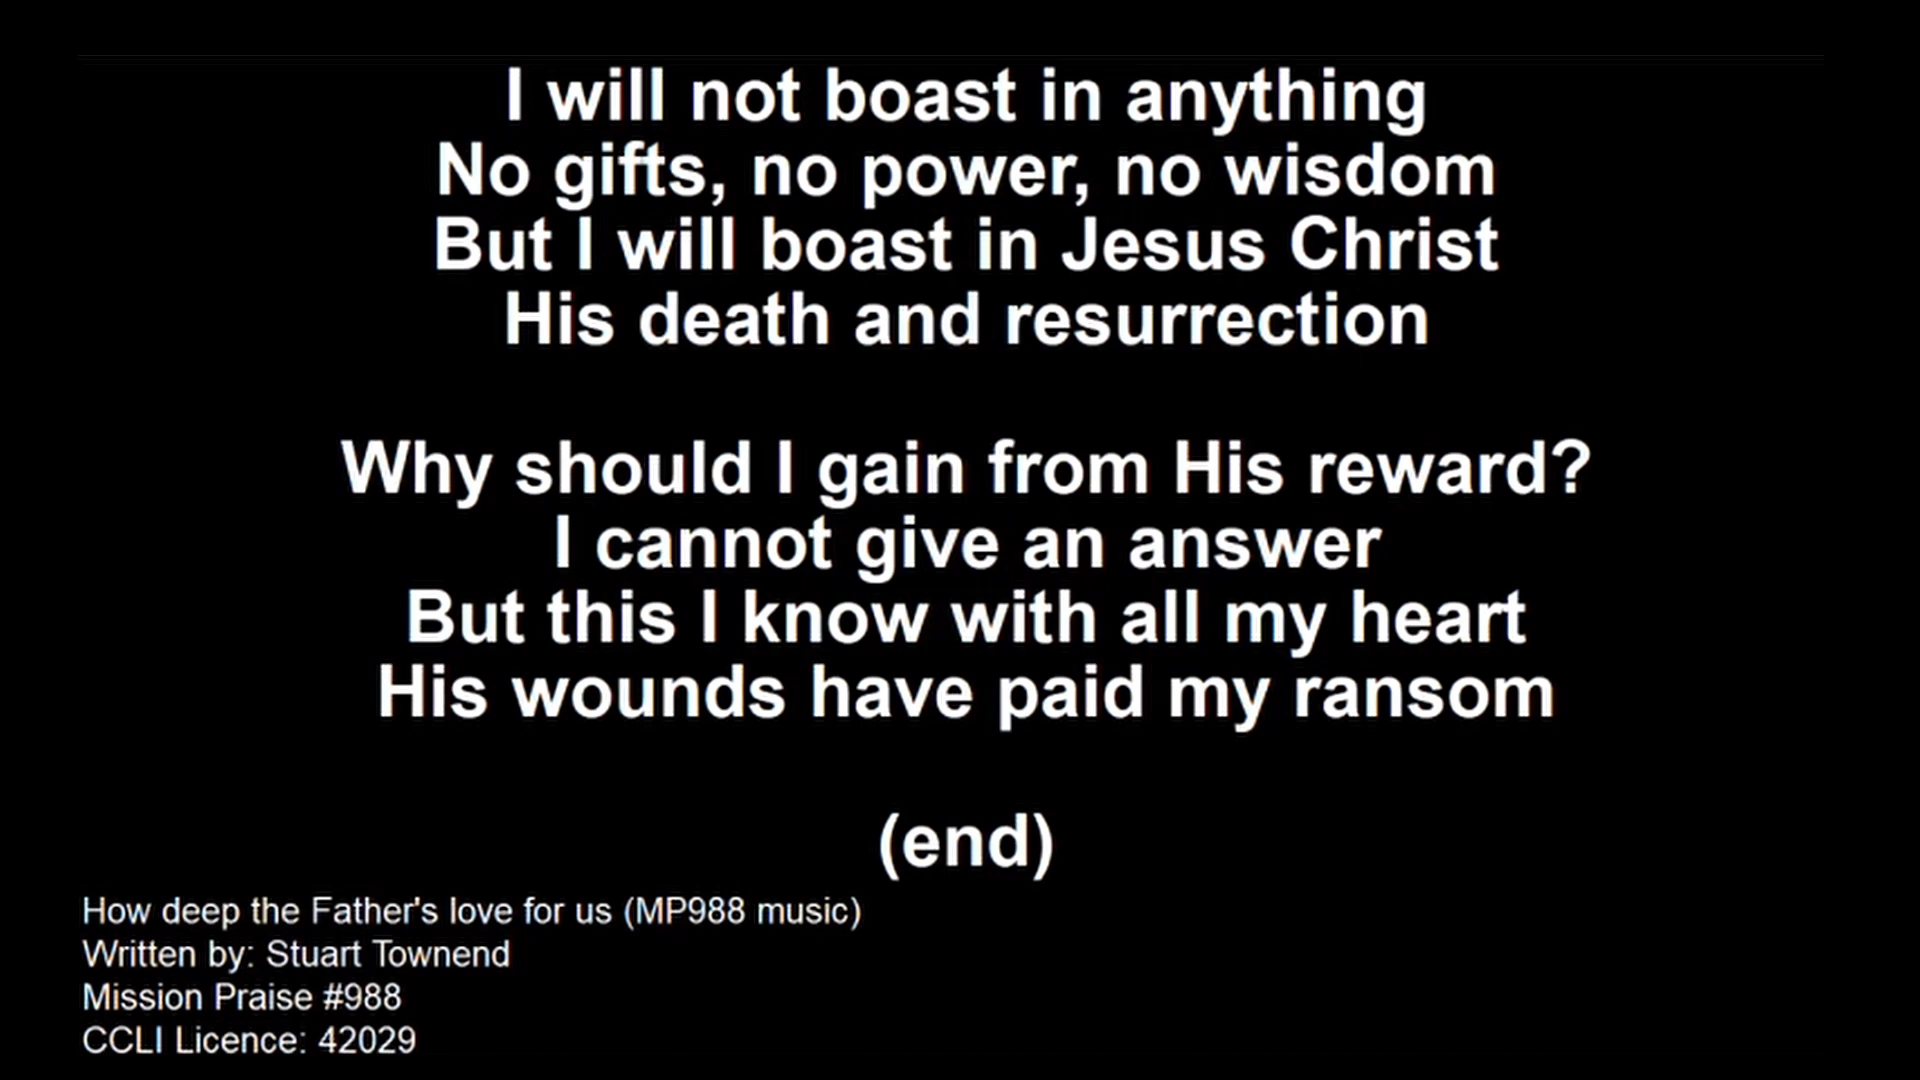 I will not boast in anything
No gifts, no power, no wisdom
But I will boast in Jesus Christ
His death and resurrection
Why should I gain from His reward?
I cannot give an answer
But this I know with all my heart
His wounds have paid my ransom
(end)
How deep the Father's love for us (MP988 music)
Written by: Stuart Townend
Mission Praise #988
CCLI Licence: 42029